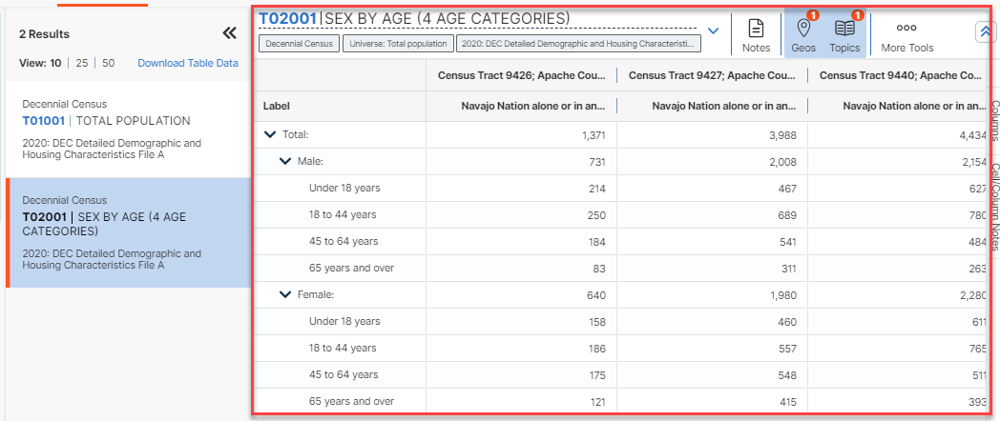 2 Results
View: 10 | 25 | 50 Download Table Data
Decennial Census
T01001 | TOTAL POPULATION
2020: DEC Detailed Demographic and
Housing Characteristics File A
Decennial Census
T02001 | SEX BY AGE (4 AGE
CATEGORIES)
2020: DEC Detailed Demographic and
Housing Characteristics File A
T02001 | SEX BY AGE (4 AGE CATEGORIES)
Decennial Census Universe: Total population 2020: DEC Detailed Demographic and Housing Characteristi...
Notes
1
Geos
1
Topics
More Tools
Census Tract 9426; Apache Cou... Census Tract 9427; Apache Cou... Census Tract 9440; Apache Co...
Label Navajo Nation alone or in an... Navajo Nation alone or in an... Navajo Nation alone or in an...
Total: 1,371 3,988 4,434
Male: 731 2,008 2,154
Under 18 years 214 467 627
18 to 44 years 250 689 780
45 to 64 years 184 541 484
65 years and over 83 311 263
Female: 640 1,980 2,280
Under 18 years 158 460 611
18 to 44 years 186 557 765
45 to 64 years 175 548 511
65 years and over 121 415 393
Columns
Cell/Column Notes